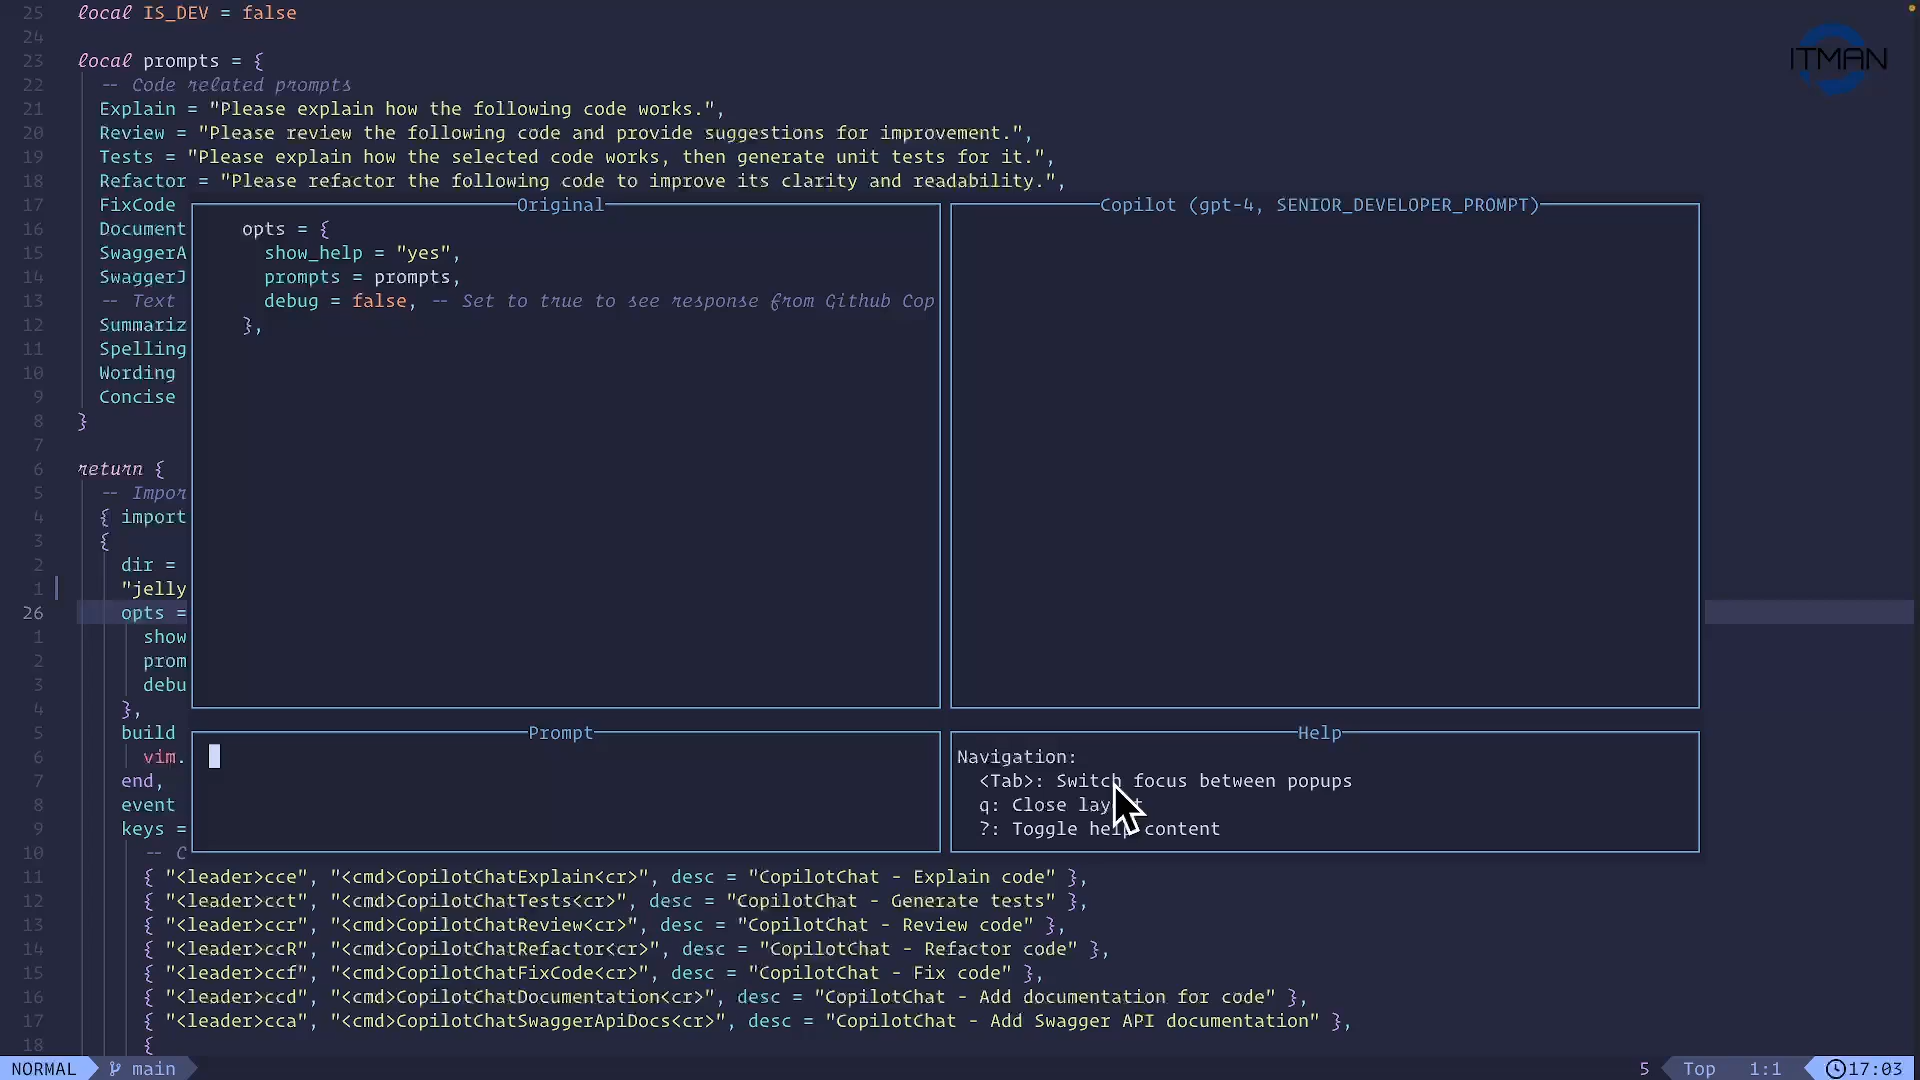 25 local IS_DEV = false
24
23 local prompts = {
22 -- Code related prompts
21 Explain = "Please explain how the following code works.",
20 Review = "Please review the following code and provide suggestions for improvement.",
19 Tests = "Please explain how the selected code works, then generate unit tests for it.",
18 Refactor = "Please refactor the following code to improve its clarity and readability.",
17 FixCode
16 Document
15 SwaggerA
14 SwaggerJ
13 -- Text
12 Summariz
11 Spelling
10 Wording
9 Concise
8 }
7
6 return {
5 -- Impor
4 { import
3 {
2 dir =
1 "jelly
26 opts =
1 show
2 prom
3 debu
4 },
5 build
6 vim.
7 end,
8 event
9 keys =
10 -- C
Original
opts = {
show_help = "yes",
prompts = prompts,
debug = false, -- Set to true to see response from Github Cop
},
Copilot (gpt-4, SENIOR_DEVELOPER_PROMPT)
Prompt
Help
Navigation:
<Tab>: Switch focus between popups
q: Close
?: Toggle help content
11 { "<leader>cce", "<cmd>CopilotChatExplain<cr>", desc = "CopilotChat - Explain code" },
12 { "<leader>cct", "<cmd>CopilotChatTests<cr>", desc = "CopilotChat - Generate tests" },
13 { "<leader>ccr", "<cmd>CopilotChatReview<cr>", desc = "CopilotChat - Review code" },
14 { "<leader>ccR", "<cmd>CopilotChatRefactor<cr>", desc = "CopilotChat - Refactor code" },
15 { "<leader>ccf", "<cmd>CopilotChatFixCode<cr>", desc = "CopilotChat - Fix code" },
16 { "<leader>ccd", "<cmd>CopilotChatDocumentation<cr>", desc = "CopilotChat - Add documentation for code" },
17 { "<leader>cca", "<cmd>CopilotChatSwaggerApiDocs<cr>", desc = "CopilotChat - Add Swagger API documentation" },
18 {
NORMAL main 5 Top 1:1 17:03
ITMAN